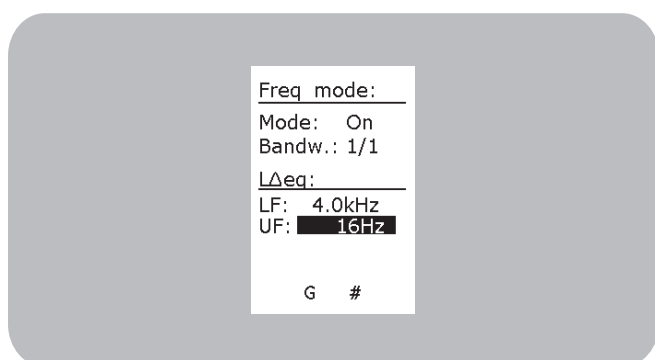 Freq mode:
Mode: On
Bandw.: 1/1
L∆eq:
LF: 4.0kHz
UF: 16Hz
G #